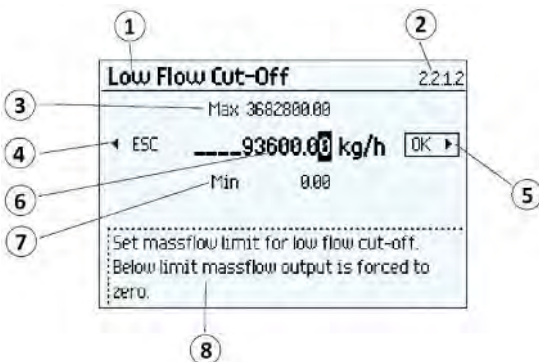 1
2
Low Flow Cut-Off 2.2.1.2
3
Max 3682800.00
4
ESC ____93600.00 kg/h OK
5
6
Min 0.00
7
Set massflow limit for low flow cut-off.
Below limit massflow output is forced to
zero.
8